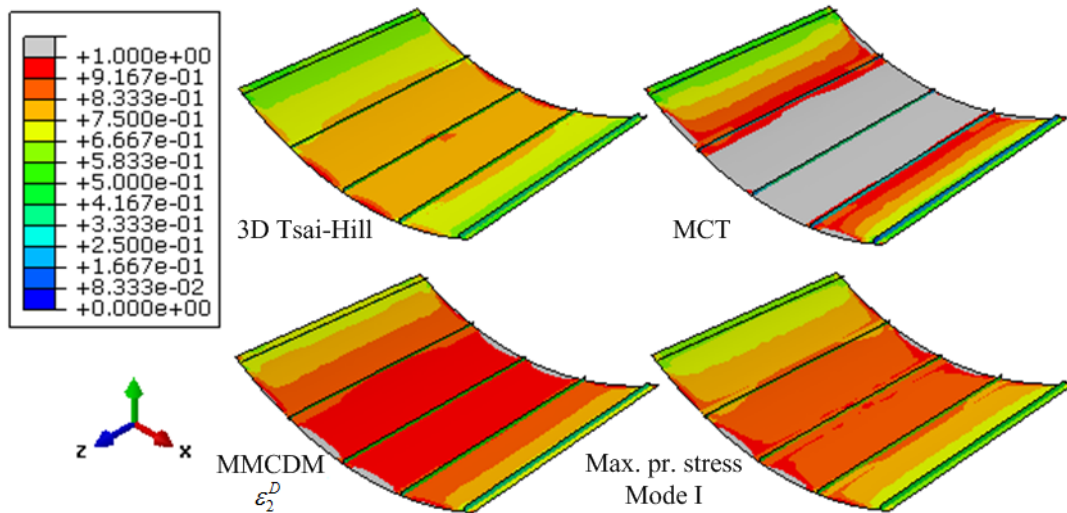 +1.000e+00
+9.167e-01
+8.333e-01
+7.500e-01
+6.667e-01
+5.833e-01
+5.000e-01
+4.167e-01
+3.333e-01
+2.500e-01
+1.667e-01
+8.333e-02
+0.000e+00
3D Tsai-Hill
MCT
z x
MMCDM
ε₂ᴰ
Max. pr. stress
Mode I